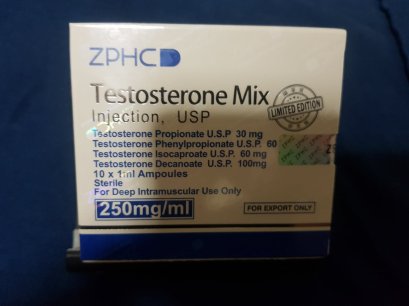 ZPHC
Testosterone Mix
LIMITED EDITION
Injection, USP
Testosterone Propionate U.S.P. 30 mg
Testosterone Phenylpropionate U.S.P. 60
Testosterone Isocaproate U.S.P. 60 mg
Testosterone Decanoate U.S.P. 100mg
10 x 1ml Ampoules
Sterile
For Deep Intramuscular Use Only
250mg/ml
FOR EXPORT ONLY